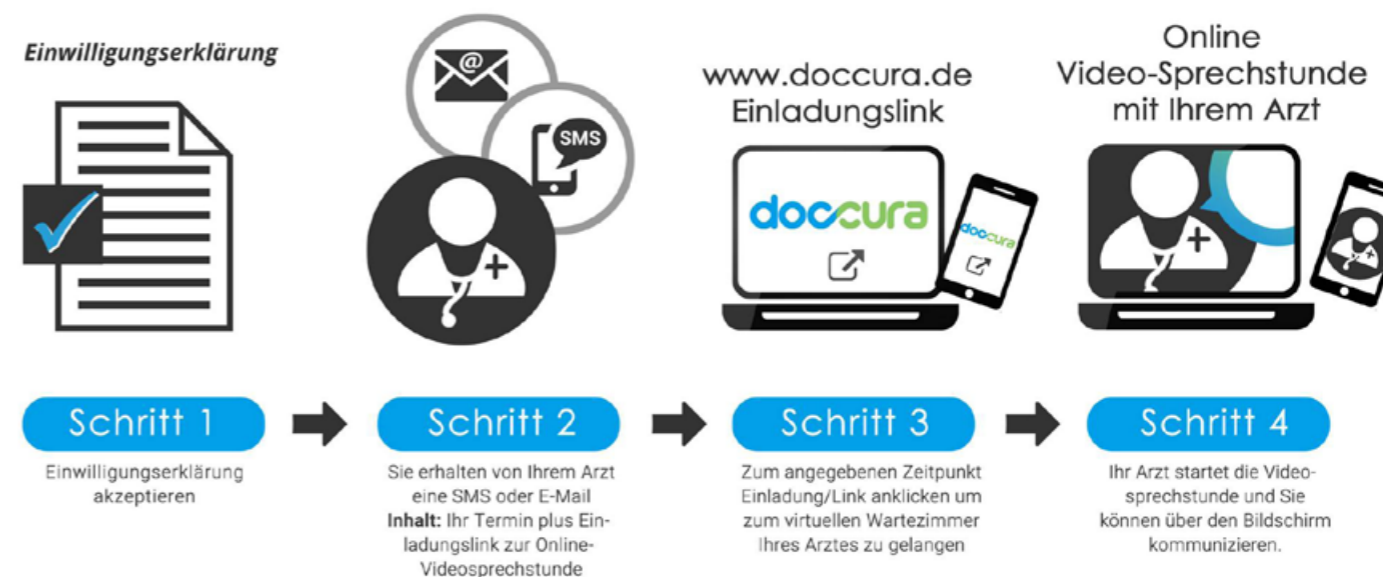 Einwilligungserklärung
@
SMS
www.doccura.de
Einladungslink
doccura
doccura
Online
Video-Sprechstunde
mit Ihrem Arzt
Schritt 1
Einwilligungserklärung
akzeptieren
Schritt 2
Sie erhalten von Ihrem Arzt
eine SMS oder E-Mail
Inhalt: Ihr Termin plus Ein-
ladungslink zur Online-
Videosprechstunde
Schritt 3
Zum angegebenen Zeitpunkt
Einladung/Link anklicken um
zum virtuellen Wartezimmer
Ihres Arztes zu gelangen
Schritt 4
Ihr Arzt startet die Video-
sprechstunde und Sie
können über den Bildschirm
kommunizieren.